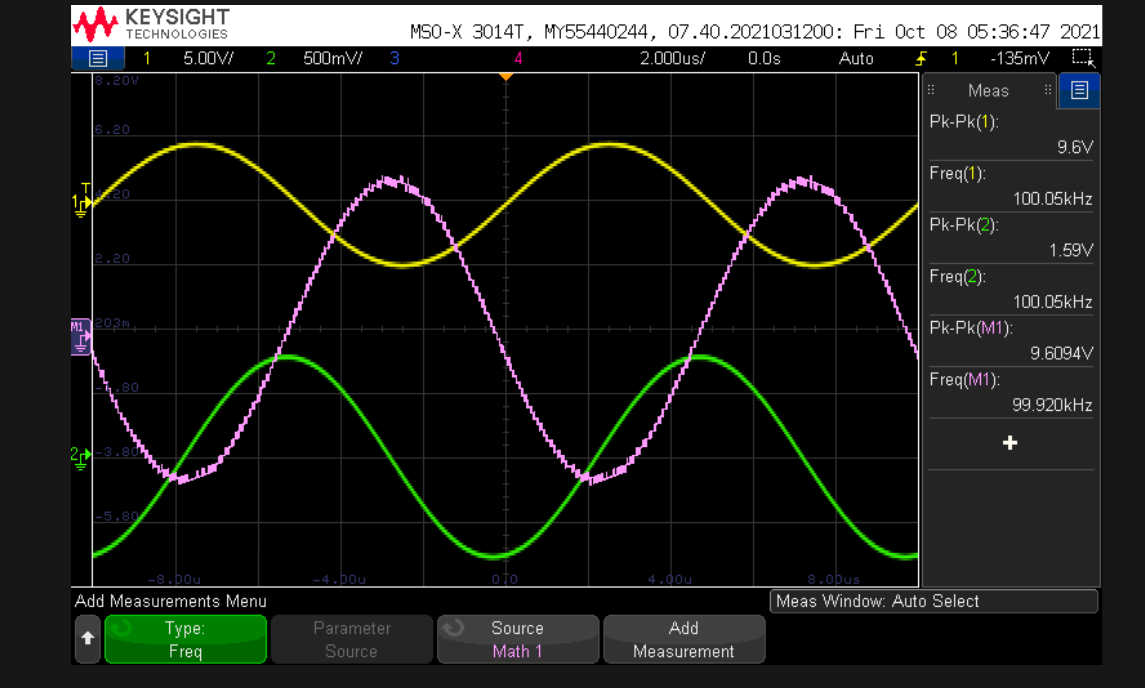 KEYSIGHT
TECHNOLOGIES
MSO-X 3014T, MY55440244, 07.40.2021031200: Fri Oct 08 05:36:47 2021
1 5.00V/ 2 500mV/ 3 4 2.000us/ 0.0s Auto 1 -135mV
8.20V
6.20
4.20
2.20
203m
-1.80
-3.80
-5.80
-8.00u -4.00u 0.0 4.00u 8.00us
T
1
M1
2
Meas
Pk-Pk(1):
9.6V
Freq(1):
100.05kHz
Pk-Pk(2):
1.59V
Freq(2):
100.05kHz
Pk-Pk(M1):
9.6094V
Freq(M1):
99.920kHz
+
Add Measurements Menu
Meas Window: Auto Select
Type:
Freq
Parameter
Source
Source
Math 1
Add
Measurement